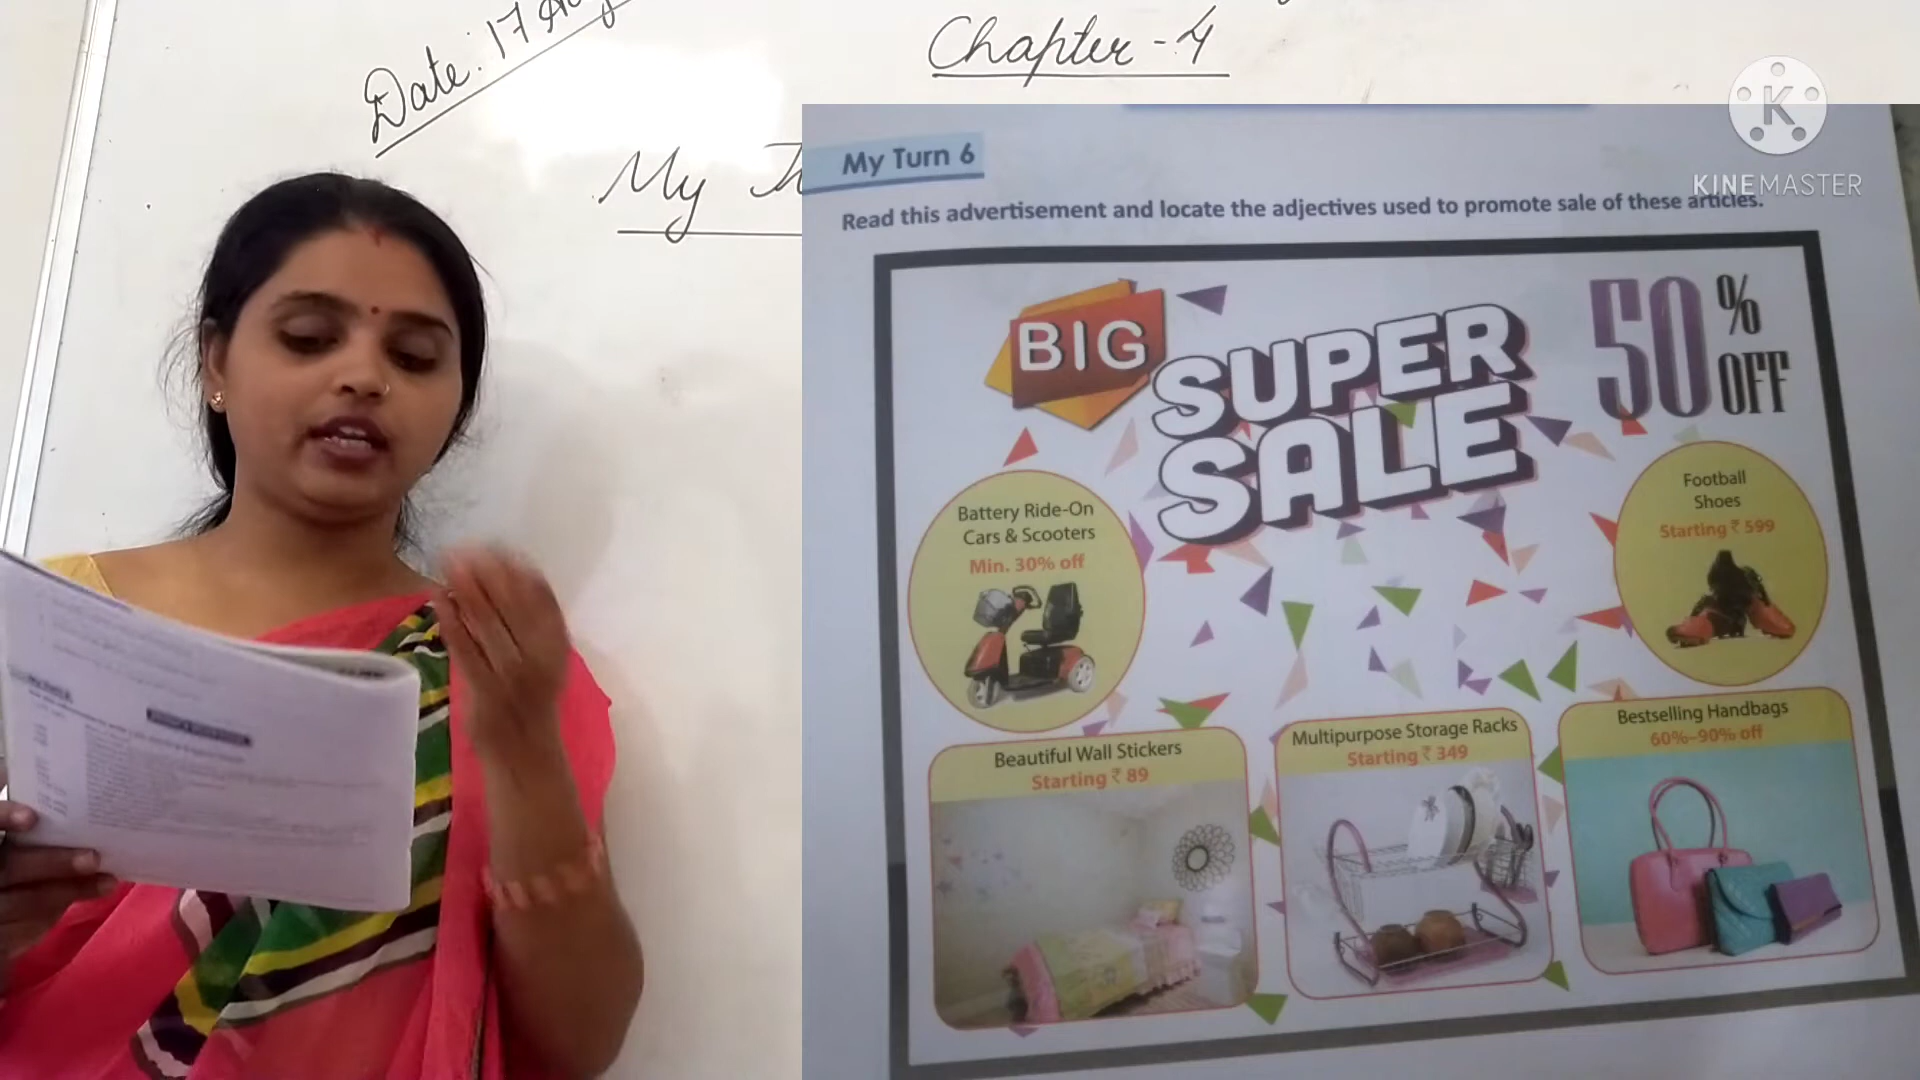 Date: 17 Aug
Chapter - 4
My
KINEMASTER
My Turn 6
Read this advertisement and locate the adjectives used to promote sale of these articles.
BIG
SUPER
SALE
50% OFF
Battery Ride-On
Cars & Scooters
Min. 30% off
Football
Shoes
Starting ₹ 599
Beautiful Wall Stickers
Starting ₹ 89
Multipurpose Storage Racks
Starting ₹ 349
Bestselling Handbags
60%–90% off